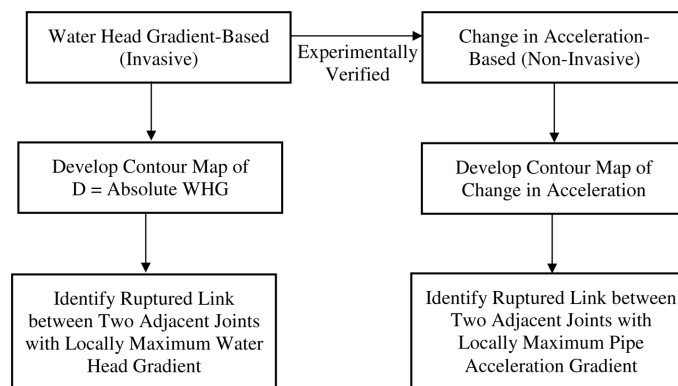 Water Head Gradient-Based
(Invasive)
Experimentally
Verified
Change in Acceleration-
Based (Non-Invasive)
Develop Contour Map of
D = Absolute WHG
Develop Contour Map of
Change in Acceleration
Identify Ruptured Link
between Two Adjacent Joints
with Locally Maximum Water
Head Gradient
Identify Ruptured Link between
Two Adjacent Joints with
Locally Maximum Pipe
Acceleration Gradient